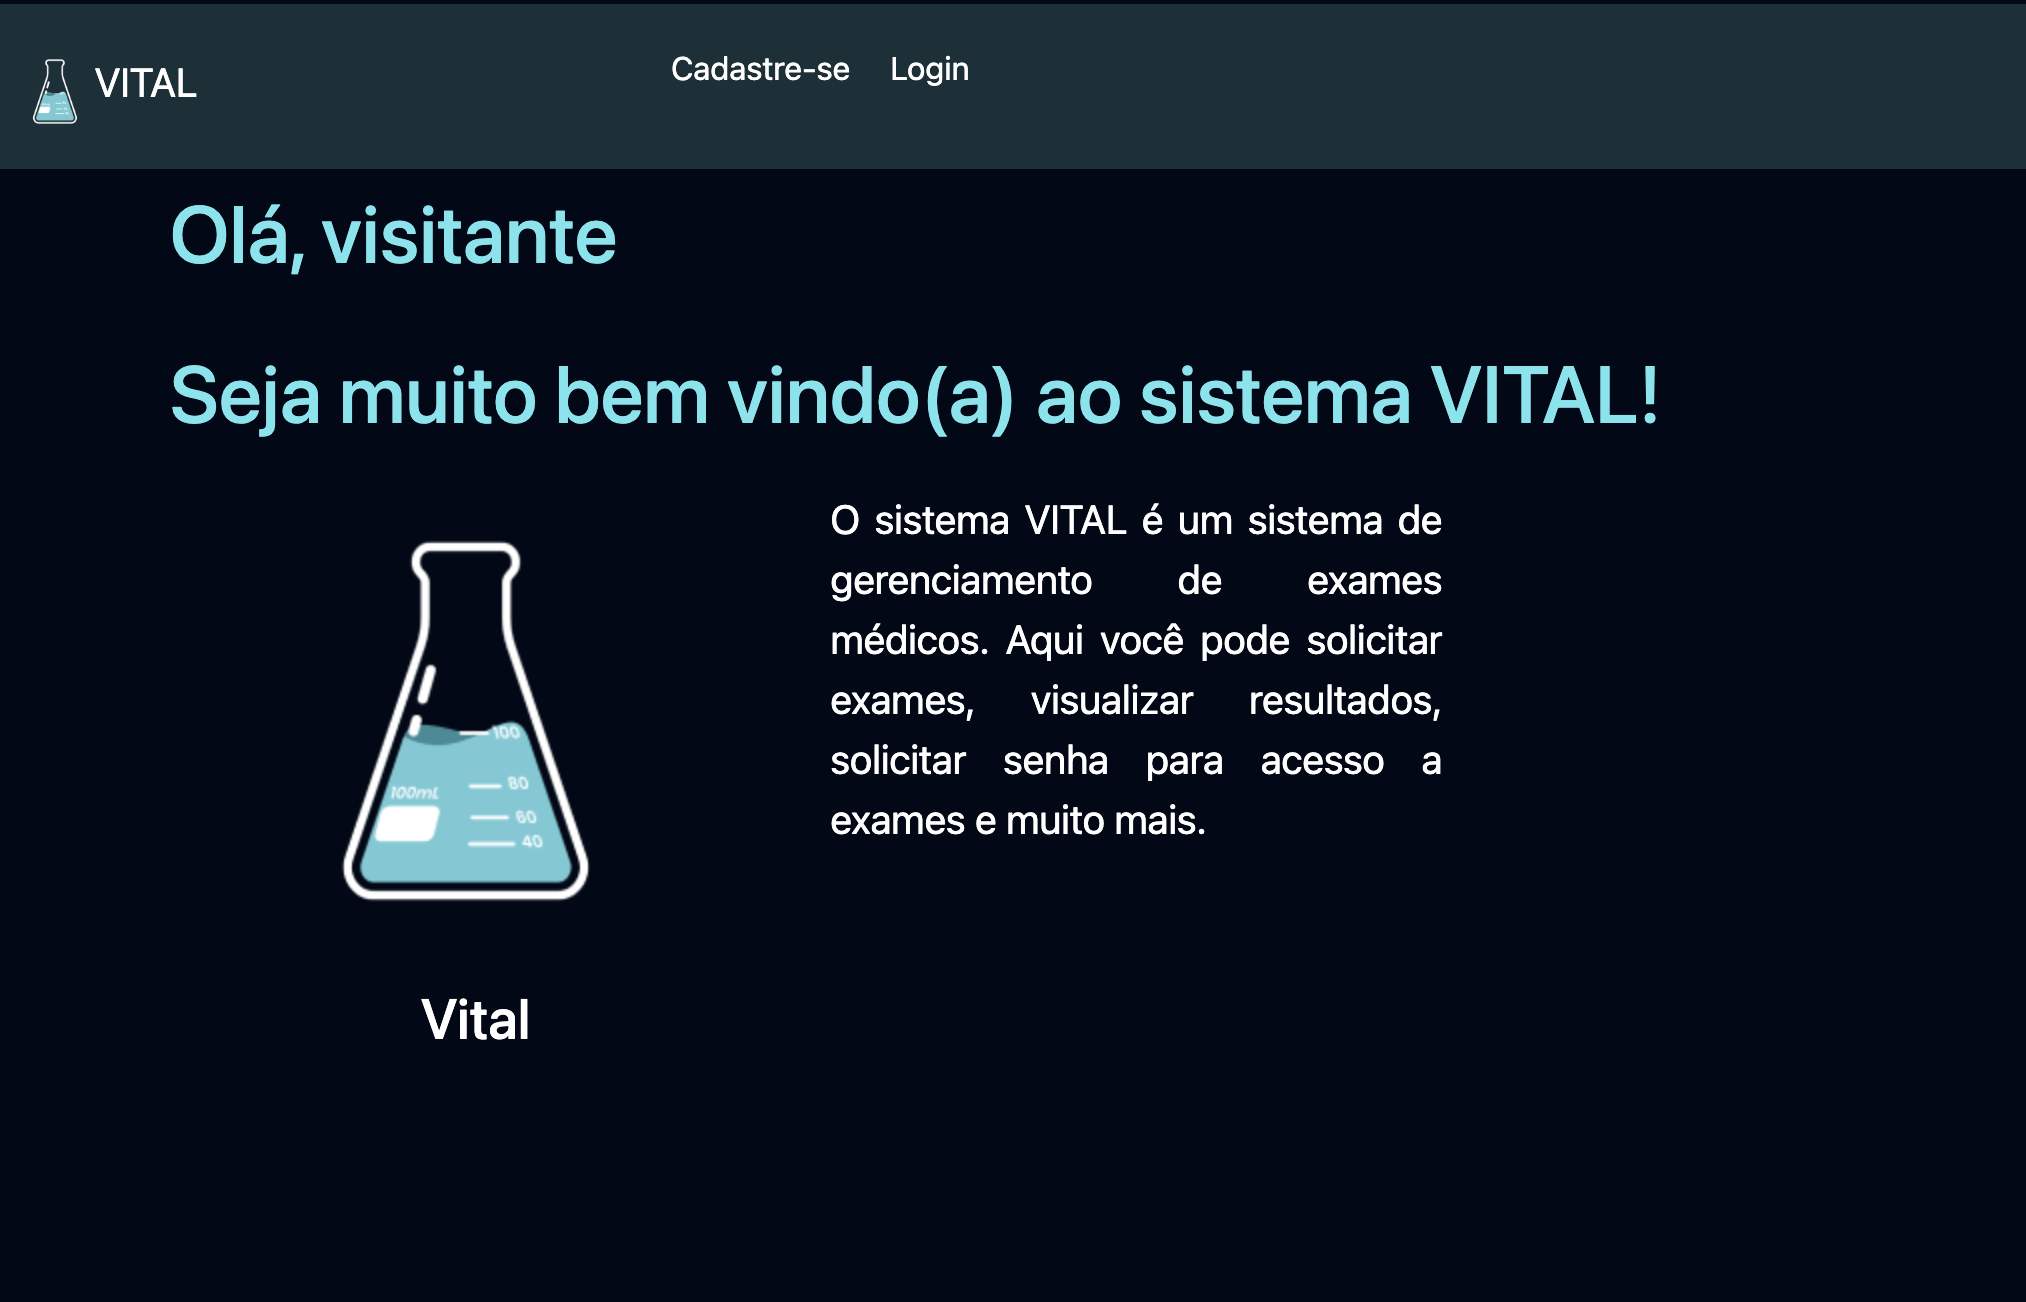 VITAL
Cadastre-se
Login
Olá, visitante
Seja muito bem vindo(a) ao sistema VITAL!
O sistema VITAL é um sistema de
gerenciamento de exames
médicos. Aqui você pode solicitar
exames, visualizar resultados,
solicitar senha para acesso a
exames e muito mais.
100
80
100mL
60
40
Vital